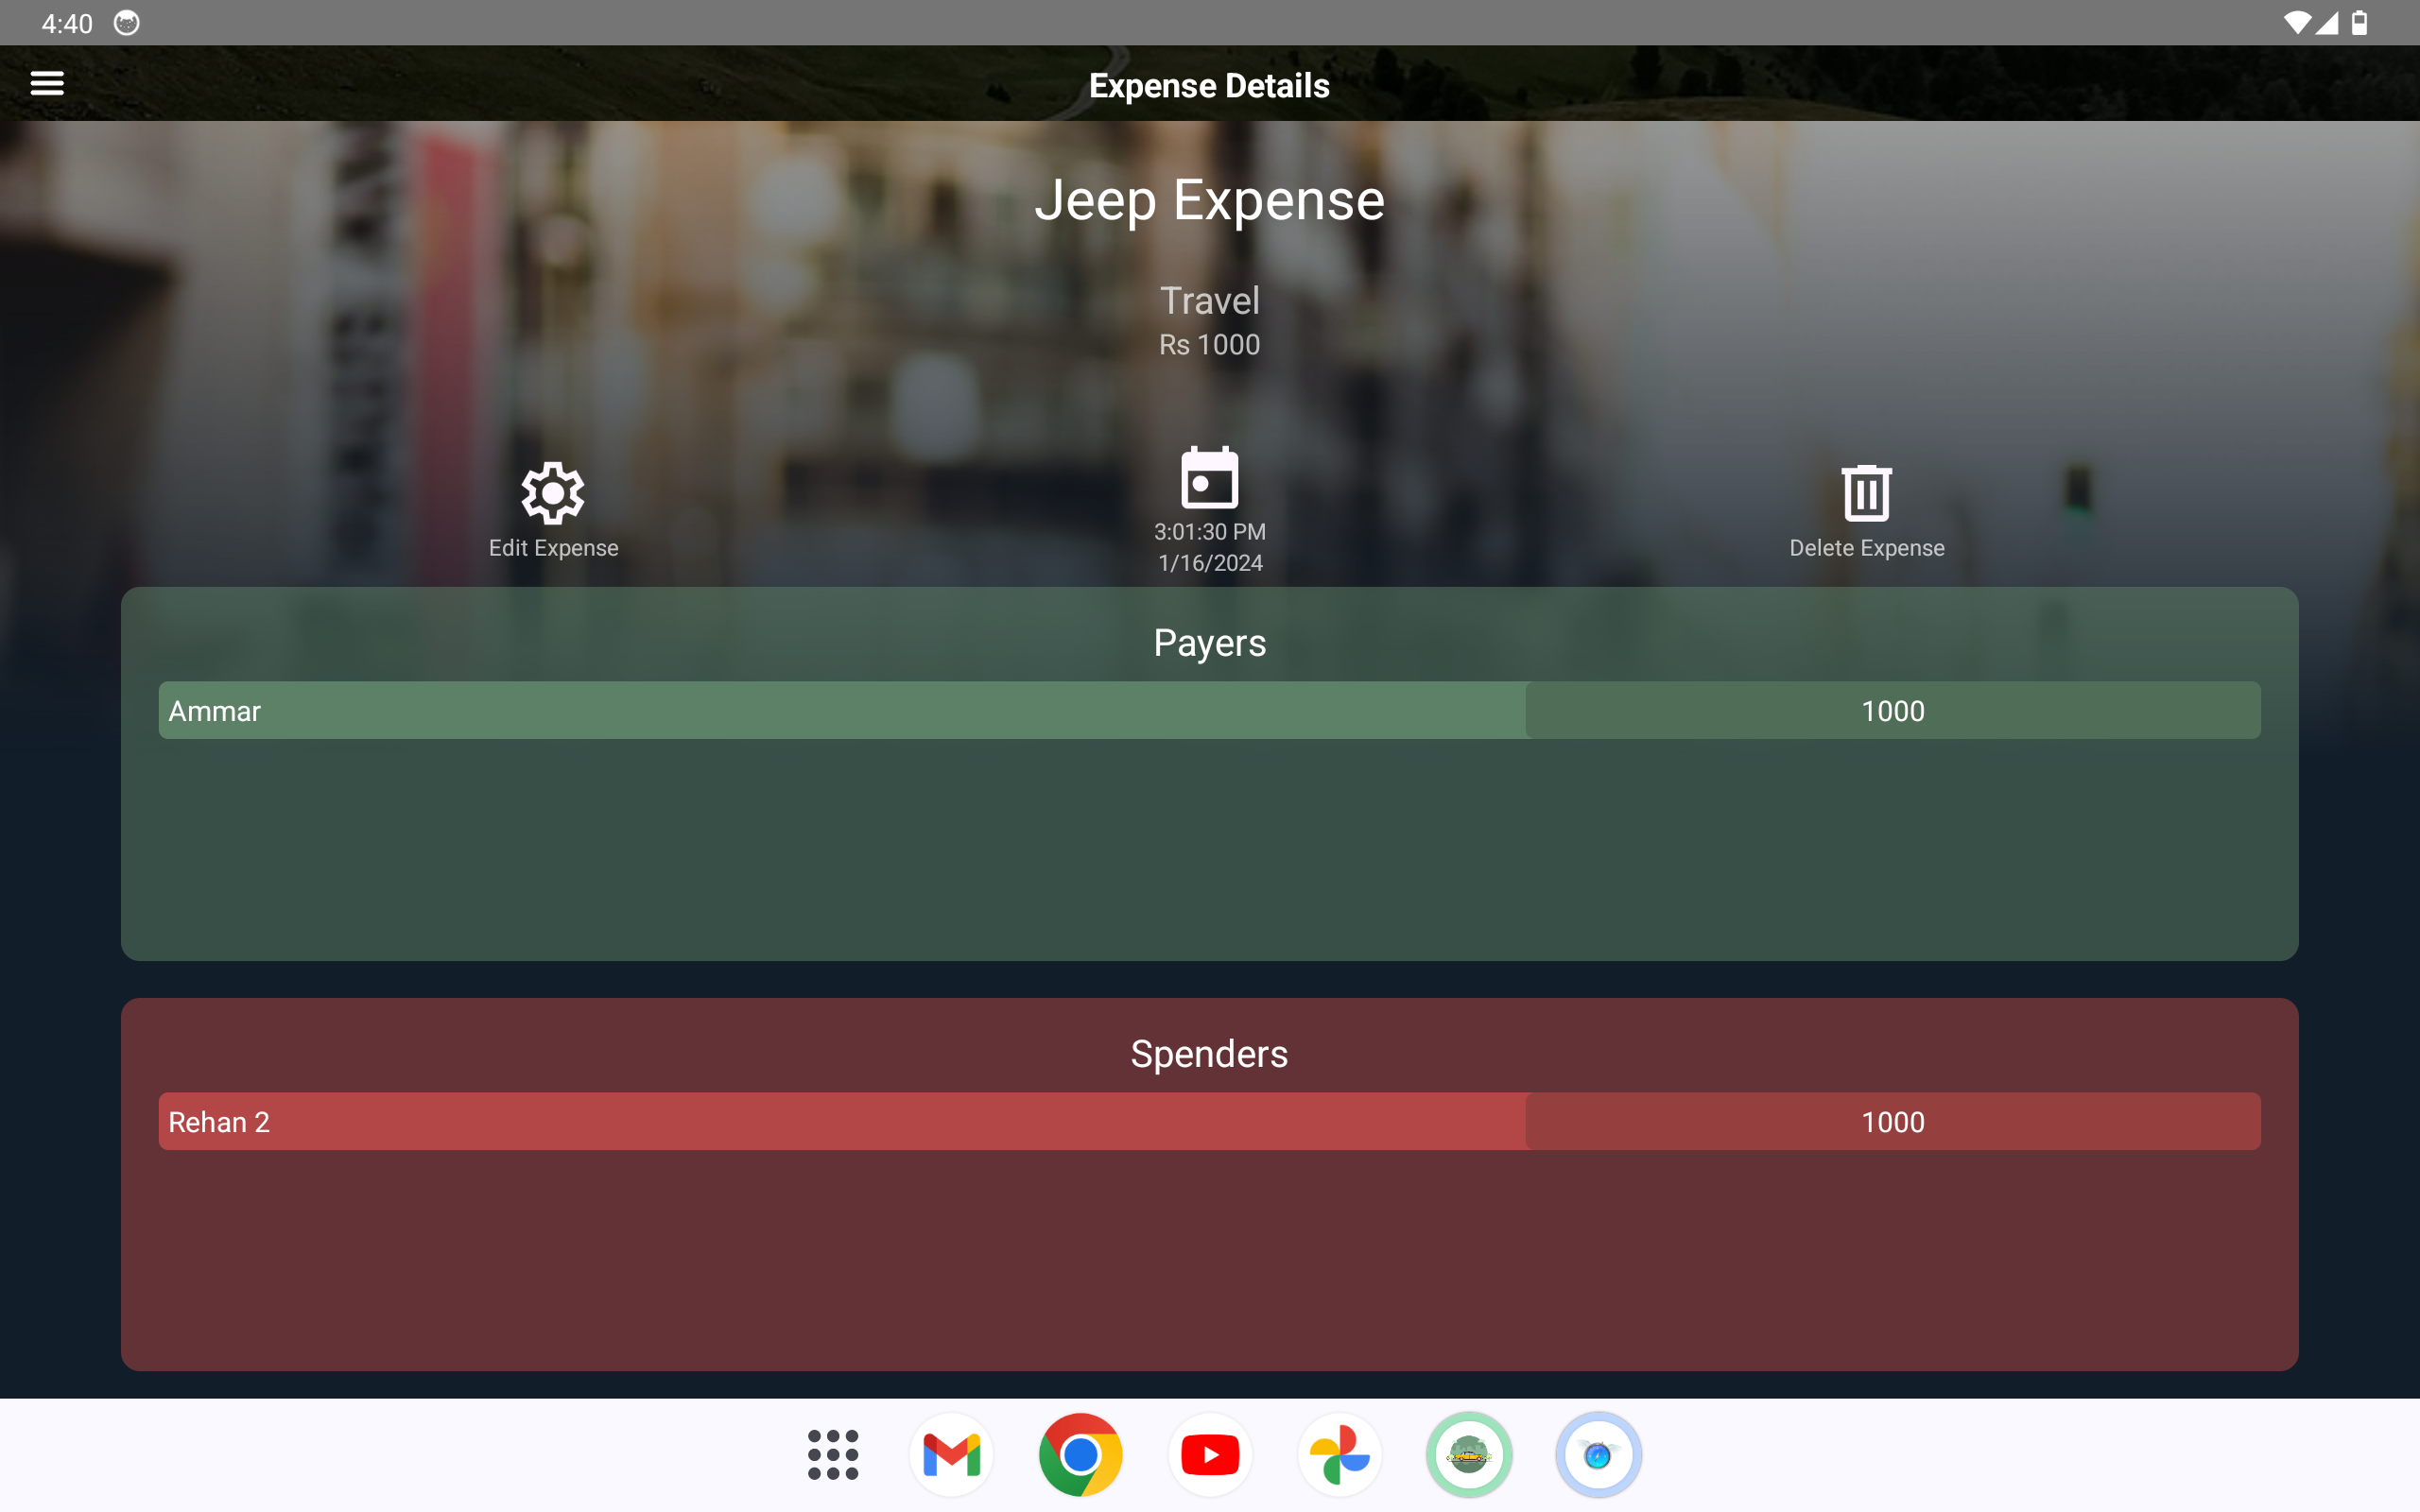 4:40
Expense Details
Jeep Expense
Travel
Rs 1000
Edit Expense
3:01:30 PM
1/16/2024
Delete Expense
Payers
Ammar 1000
Spenders
Rehan 2 1000